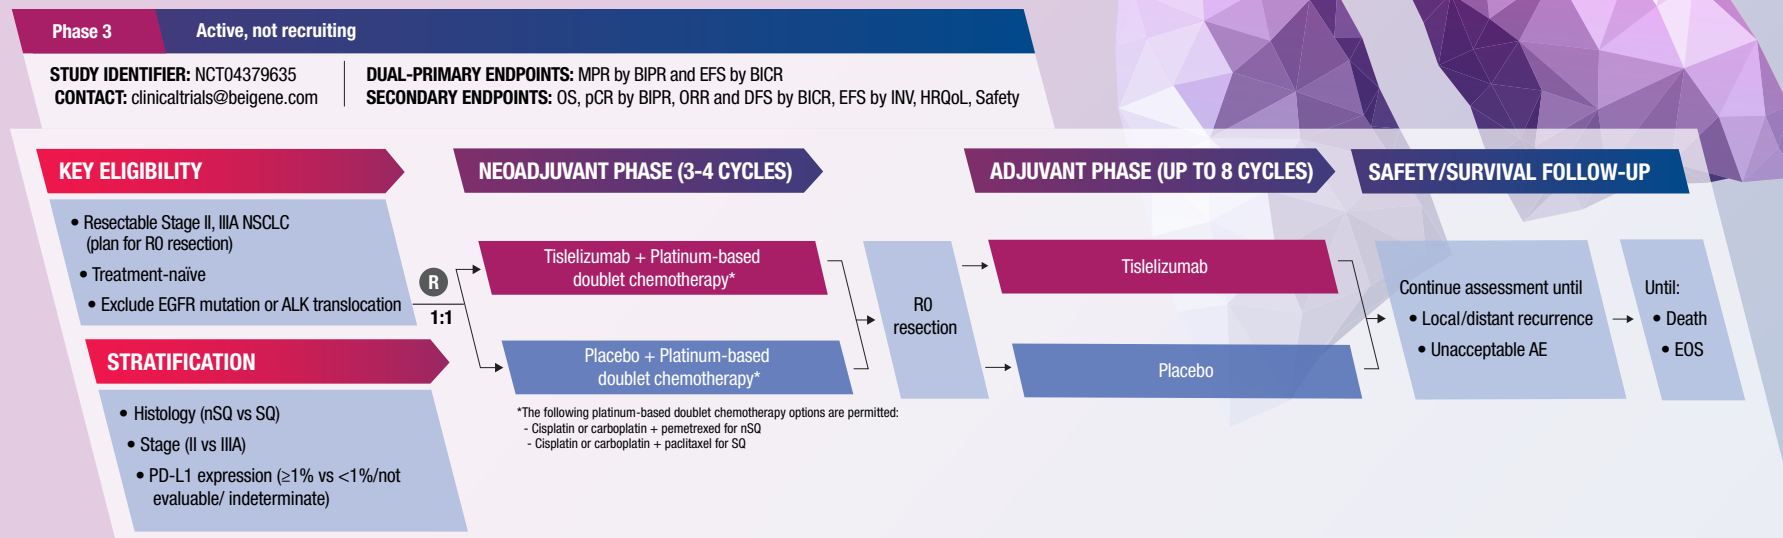 Phase 3
Active, not recruiting
STUDY IDENTIFIER: NCT04379635
CONTACT: clinicaltrials@beigene.com
DUAL-PRIMARY ENDPOINTS: MPR by BIPR and EFS by BICR
SECONDARY ENDPOINTS: OS, pCR by BIPR, ORR and DFS by BICR, EFS by INV, HRQoL, Safety
KEY ELIGIBILITY
• Resectable Stage II, IIIA NSCLC
(plan for R0 resection)
• Treatment-naïve
• Exclude EGFR mutation or ALK translocation
STRATIFICATION
• Histology (nSQ vs SQ)
• Stage (II vs IIIA)
• PD-L1 expression (≥1% vs <1%/not
evaluable/ indeterminate)
R
1:1
NEOADJUVANT PHASE (3-4 CYCLES)
Tislelizumab + Platinum-based
doublet chemotherapy*
Placebo + Platinum-based
doublet chemotherapy*
*The following platinum-based doublet chemotherapy options are permitted:
- Cisplatin or carboplatin + pemetrexed for nSQ
- Cisplatin or carboplatin + paclitaxel for SQ
R0
resection
ADJUVANT PHASE (UP TO 8 CYCLES)
Tislelizumab
Placebo
SAFETY/SURVIVAL FOLLOW-UP
Continue assessment until
• Local/distant recurrence
• Unacceptable AE
Until:
• Death
• EOS